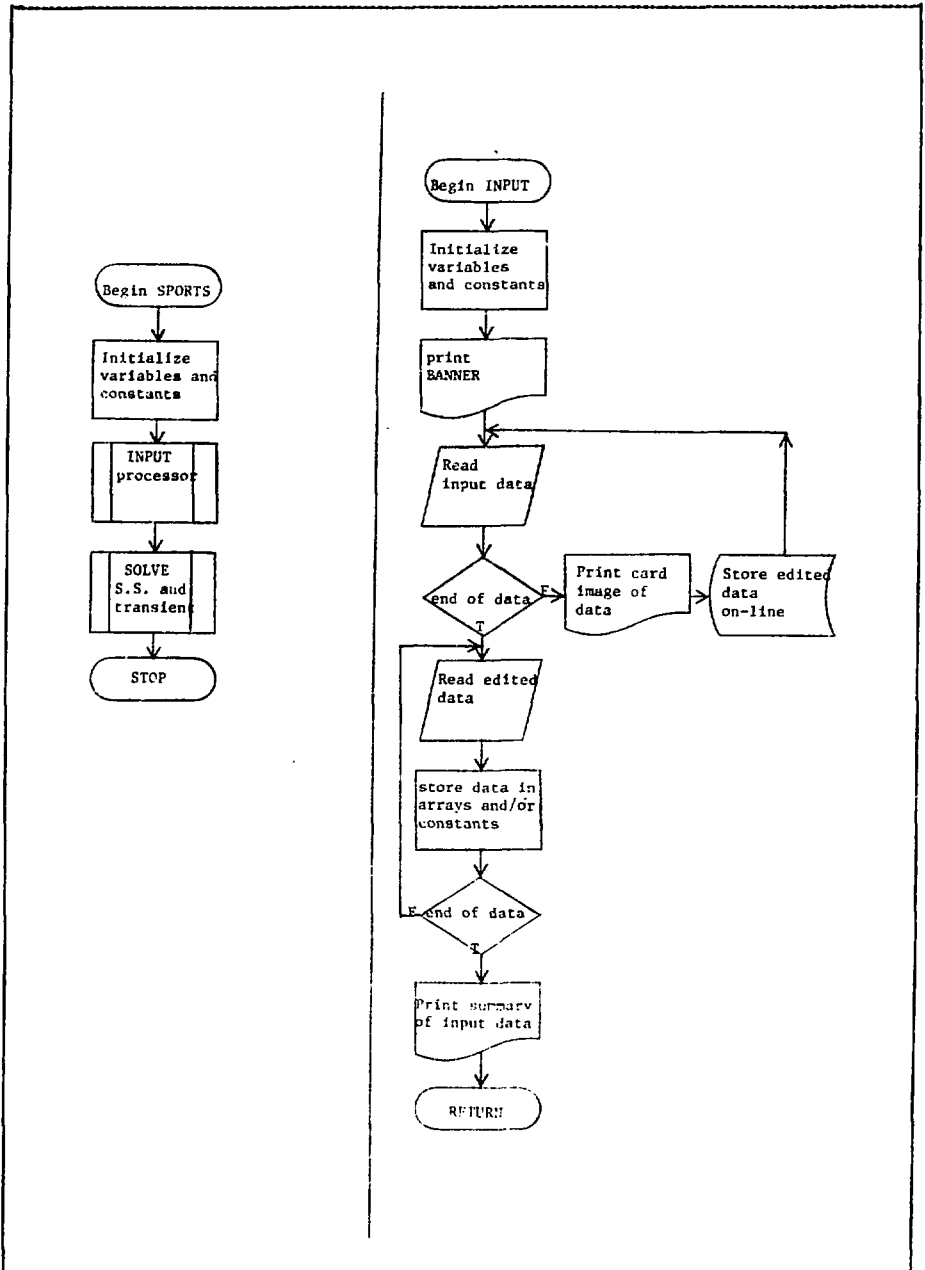 Begin SPORTS
Initialize
variables and
constants
INPUT
processor
SOLVE
S.S. and
transient
STOP
Begin INPUT
Initialize
variables
and constants
print
BANNER
Read
input data
end of data
F
T
Print card
image of
data
Store edited
data
on-line
Read edited
data
store data in
arrays and/or
constants
F
end of data
T
Print summary
of input data
RETURN